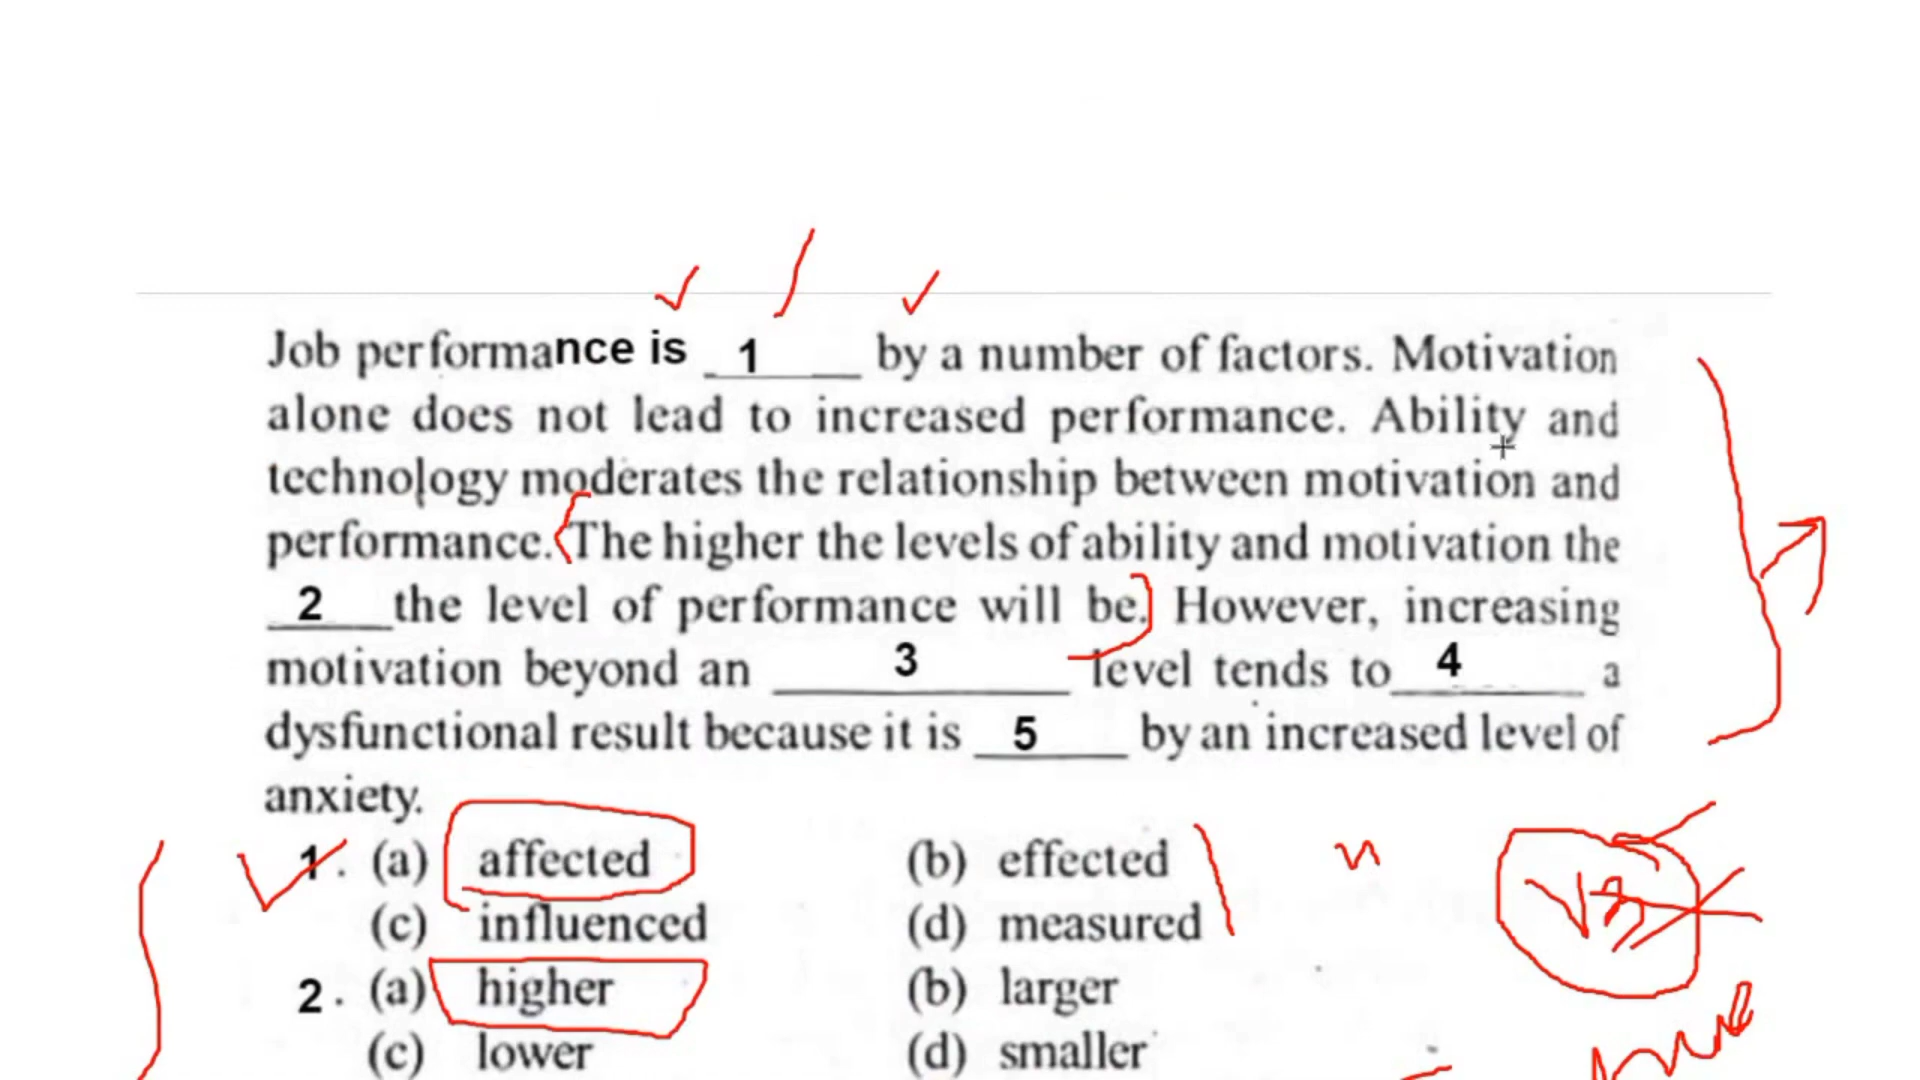 Job performance is 1 by a number of factors. Motivation
alone does not lead to increased performance. Ability and
technology moderates the relationship between motivation and
performance. The higher the levels of ability and motivation the
2 the level of performance will be. However, increasing
motivation beyond an 3 level tends to 4 a
dysfunctional result because it is 5 by an increased level of
anxiety.
1. (a) affected (b) effected
(c) influenced (d) measured
2. (a) higher (b) larger
(c) lower (d) smaller